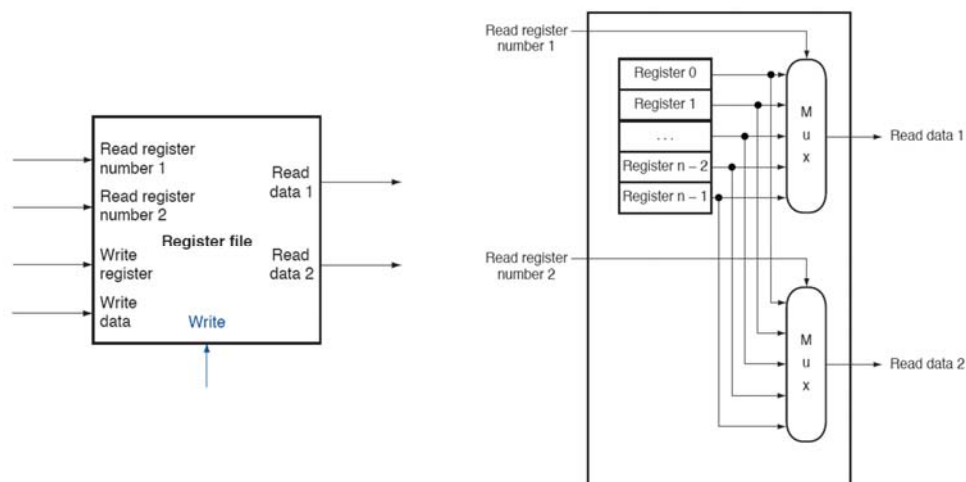 Read register
number 1
Read register
number 2
Register file
Write
register
Write
data
Write
Read
data 1
Read
data 2
Read register
number 1
Register 0
Register 1
. . .
Register n – 2
Register n – 1
M
u
x
Read data 1
Read register
number 2
M
u
x
Read data 2